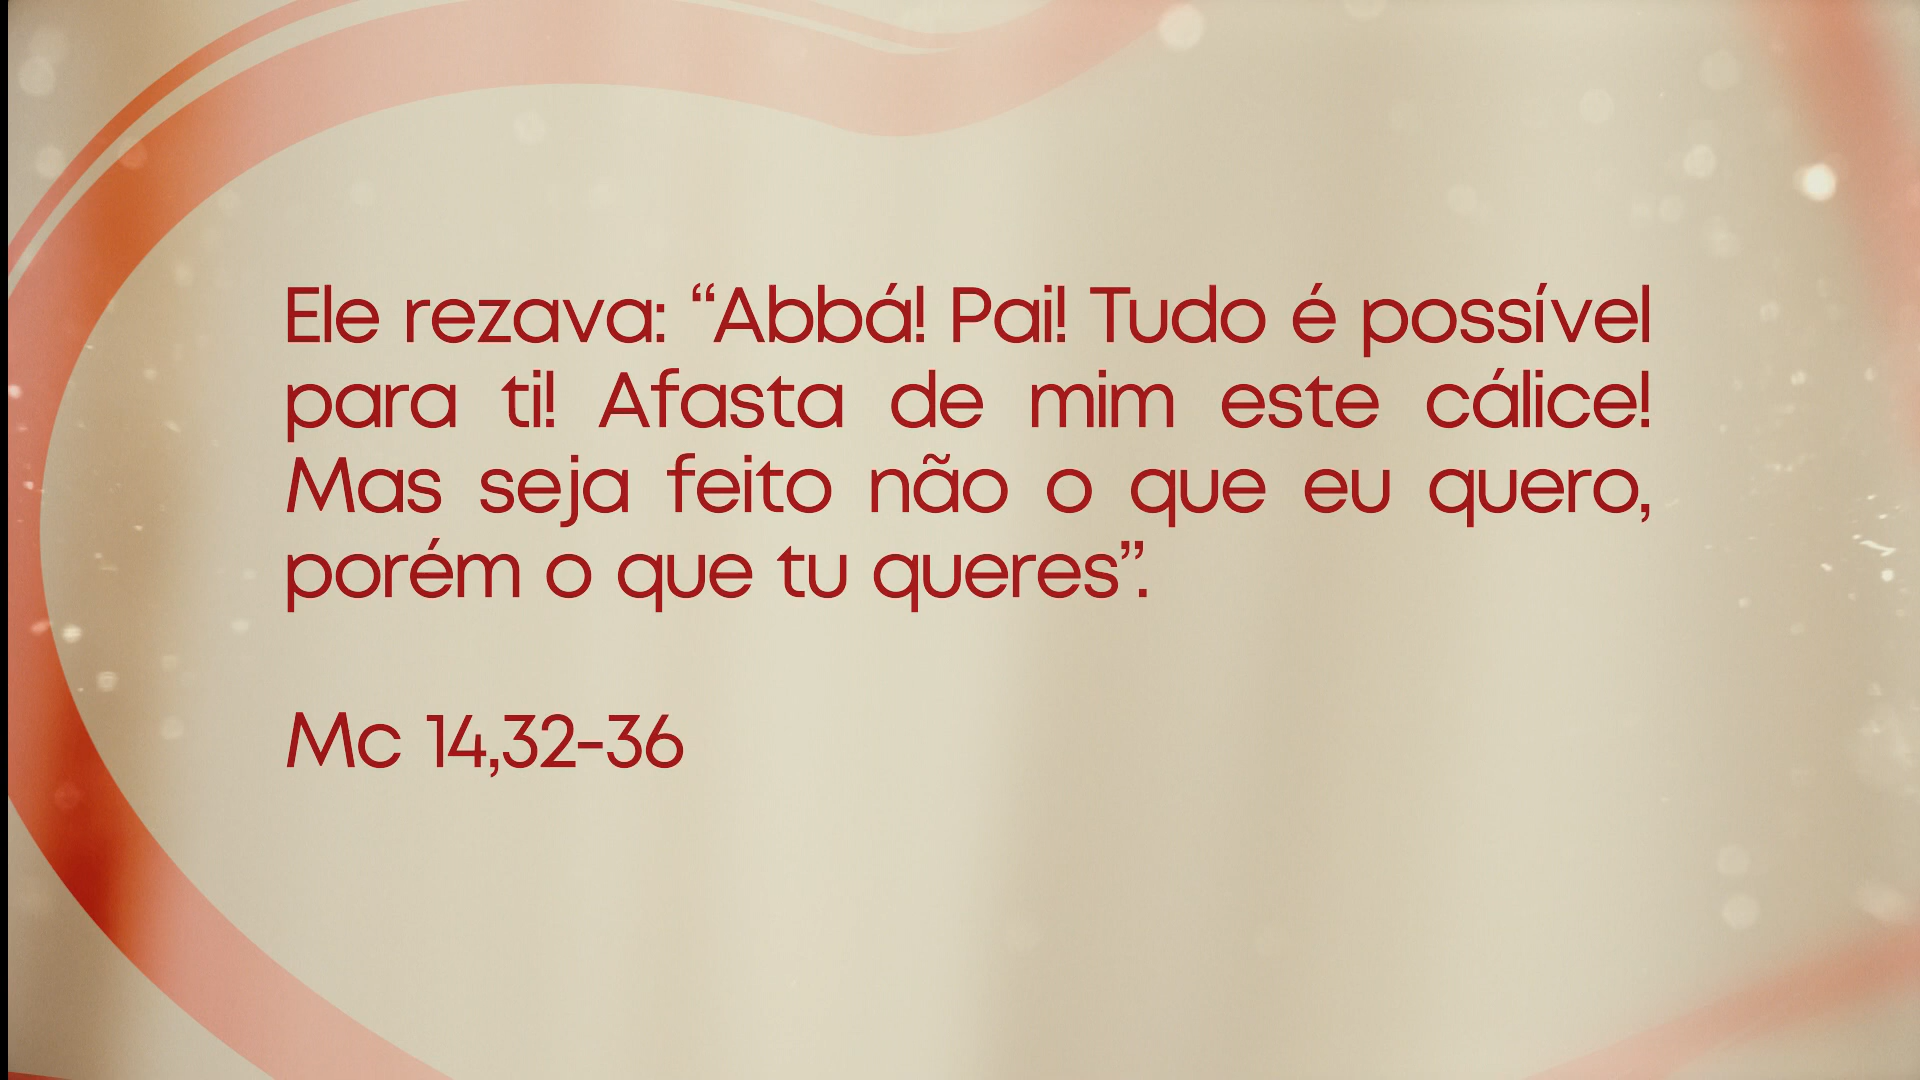 Ele rezava: “Abbá! Pai! Tudo é possível
para ti! Afasta de mim este cálice!
Mas seja feito não o que eu quero,
porém o que tu queres”.
Mc 14,32-36